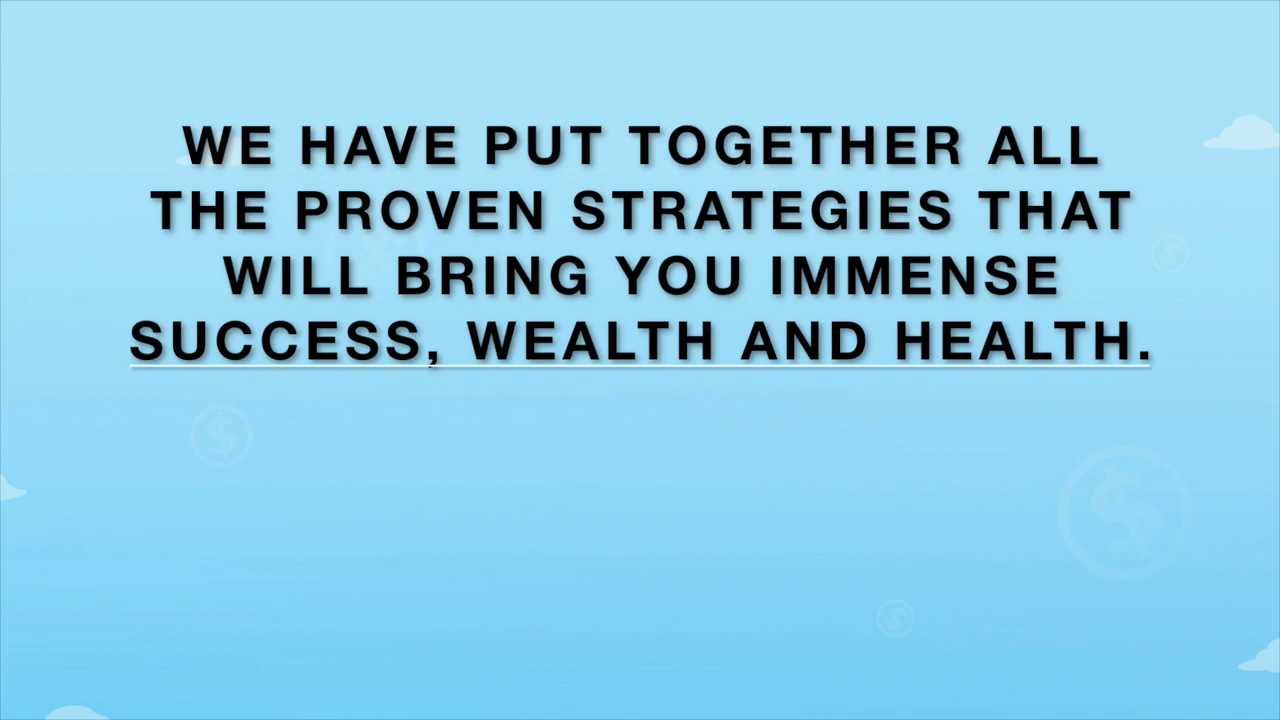 WE HAVE PUT TOGETHER ALL
THE PROVEN STRATEGIES THAT
WILL BRING YOU IMMENSE
SUCCESS, WEALTH AND HEALTH.